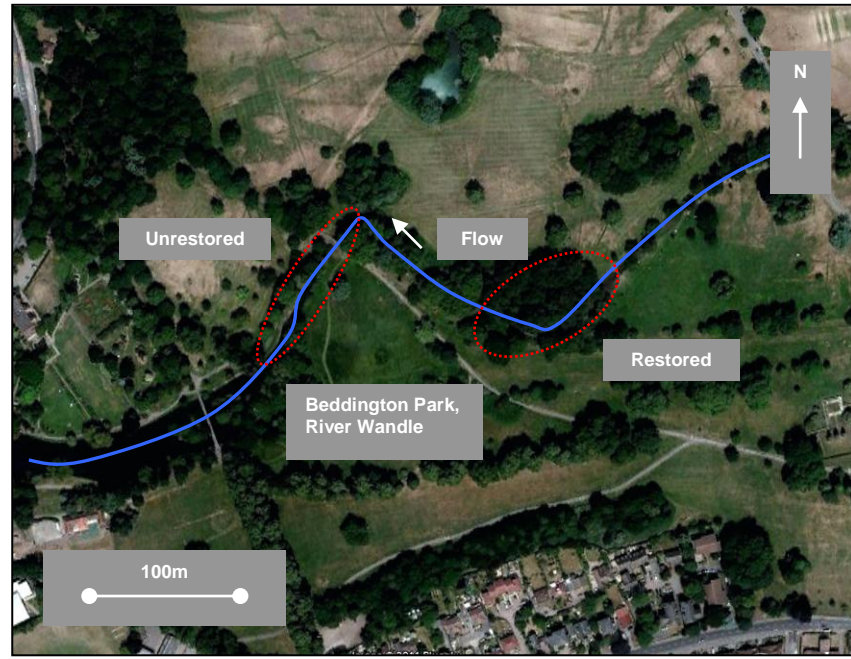 N
Unrestored
Flow
Restored
Beddington Park,
River Wandle
100m